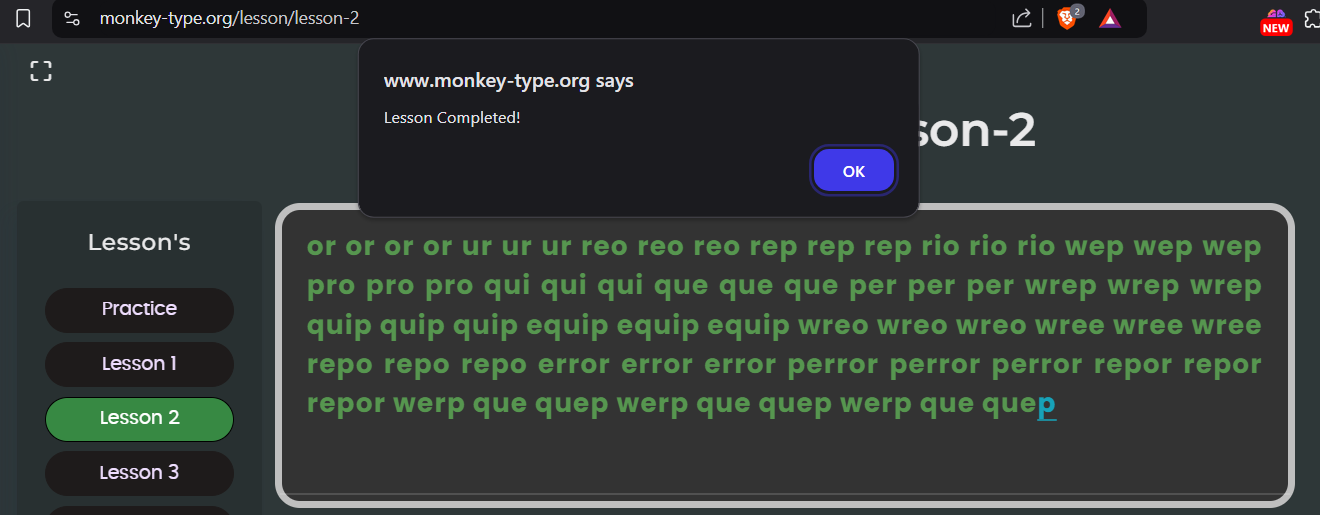 monkey-type.org/lesson/lesson-2
2
NEW
www.monkey-type.org says
Lesson Completed!
OK
son-2
Lesson's
Practice
Lesson 1
Lesson 2
Lesson 3
or or or or ur ur ur reo reo reo rep rep rep rio rio rio wep wep wep
pro pro pro qui qui qui que que que per per per wrep wrep wrep
quip quip quip equip equip equip wreo wreo wreo wree wree wree
repo repo repo error error error perror perror perror repor repor
repor werp que quep werp que quep werp que quep